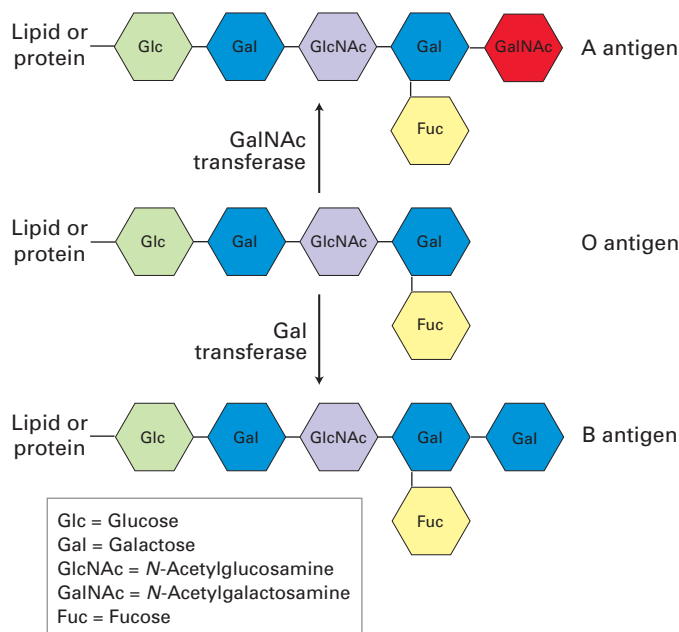 Lipid or
protein
Glc
Gal
GlcNAc
Gal
GalNAc
A antigen
Fuc
GalNAc
transferase
Lipid or
protein
Glc
Gal
GlcNAc
Gal
O antigen
Fuc
Gal
transferase
Lipid or
protein
Glc
Gal
GlcNAc
Gal
Gal
B antigen
Fuc
Glc = Glucose
Gal = Galactose
GlcNAc = N-Acetylglucosamine
GalNAc = N-Acetylgalactosamine
Fuc = Fucose